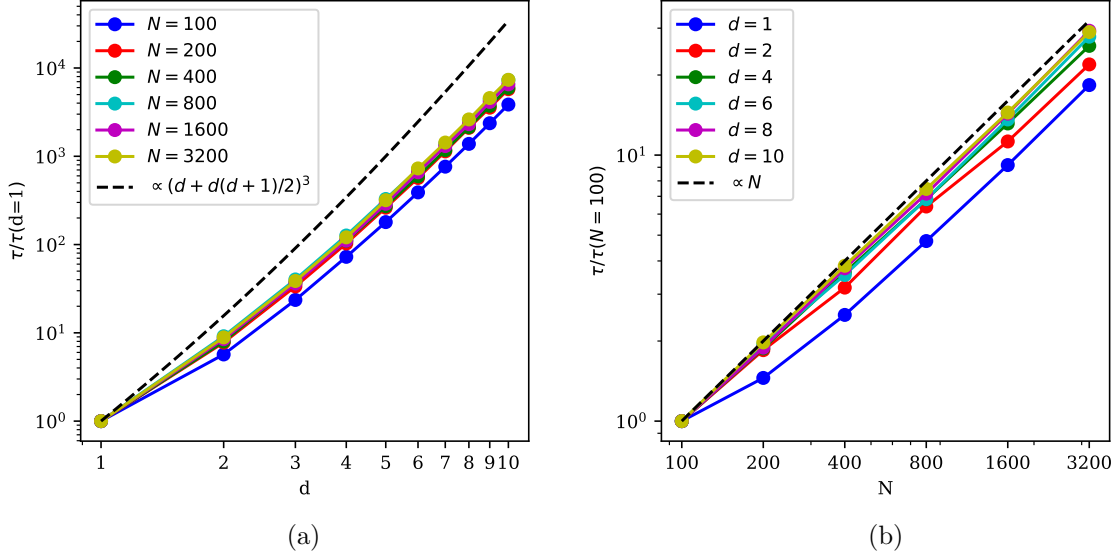 N = 100
N = 200
N = 400
N = 800
N = 1600
N = 3200
∝ (d + d(d + 1)/2)³
10⁴
10³
10²
10¹
10⁰
τ/τ(d=1)
1 2 3 4 5 6 7 8 9 10
d
(a)
d = 1
d = 2
d = 4
d = 6
d = 8
d = 10
∝ N
10¹
10⁰
τ/τ(N = 100)
100 200 400 800 1600 3200
N
(b)